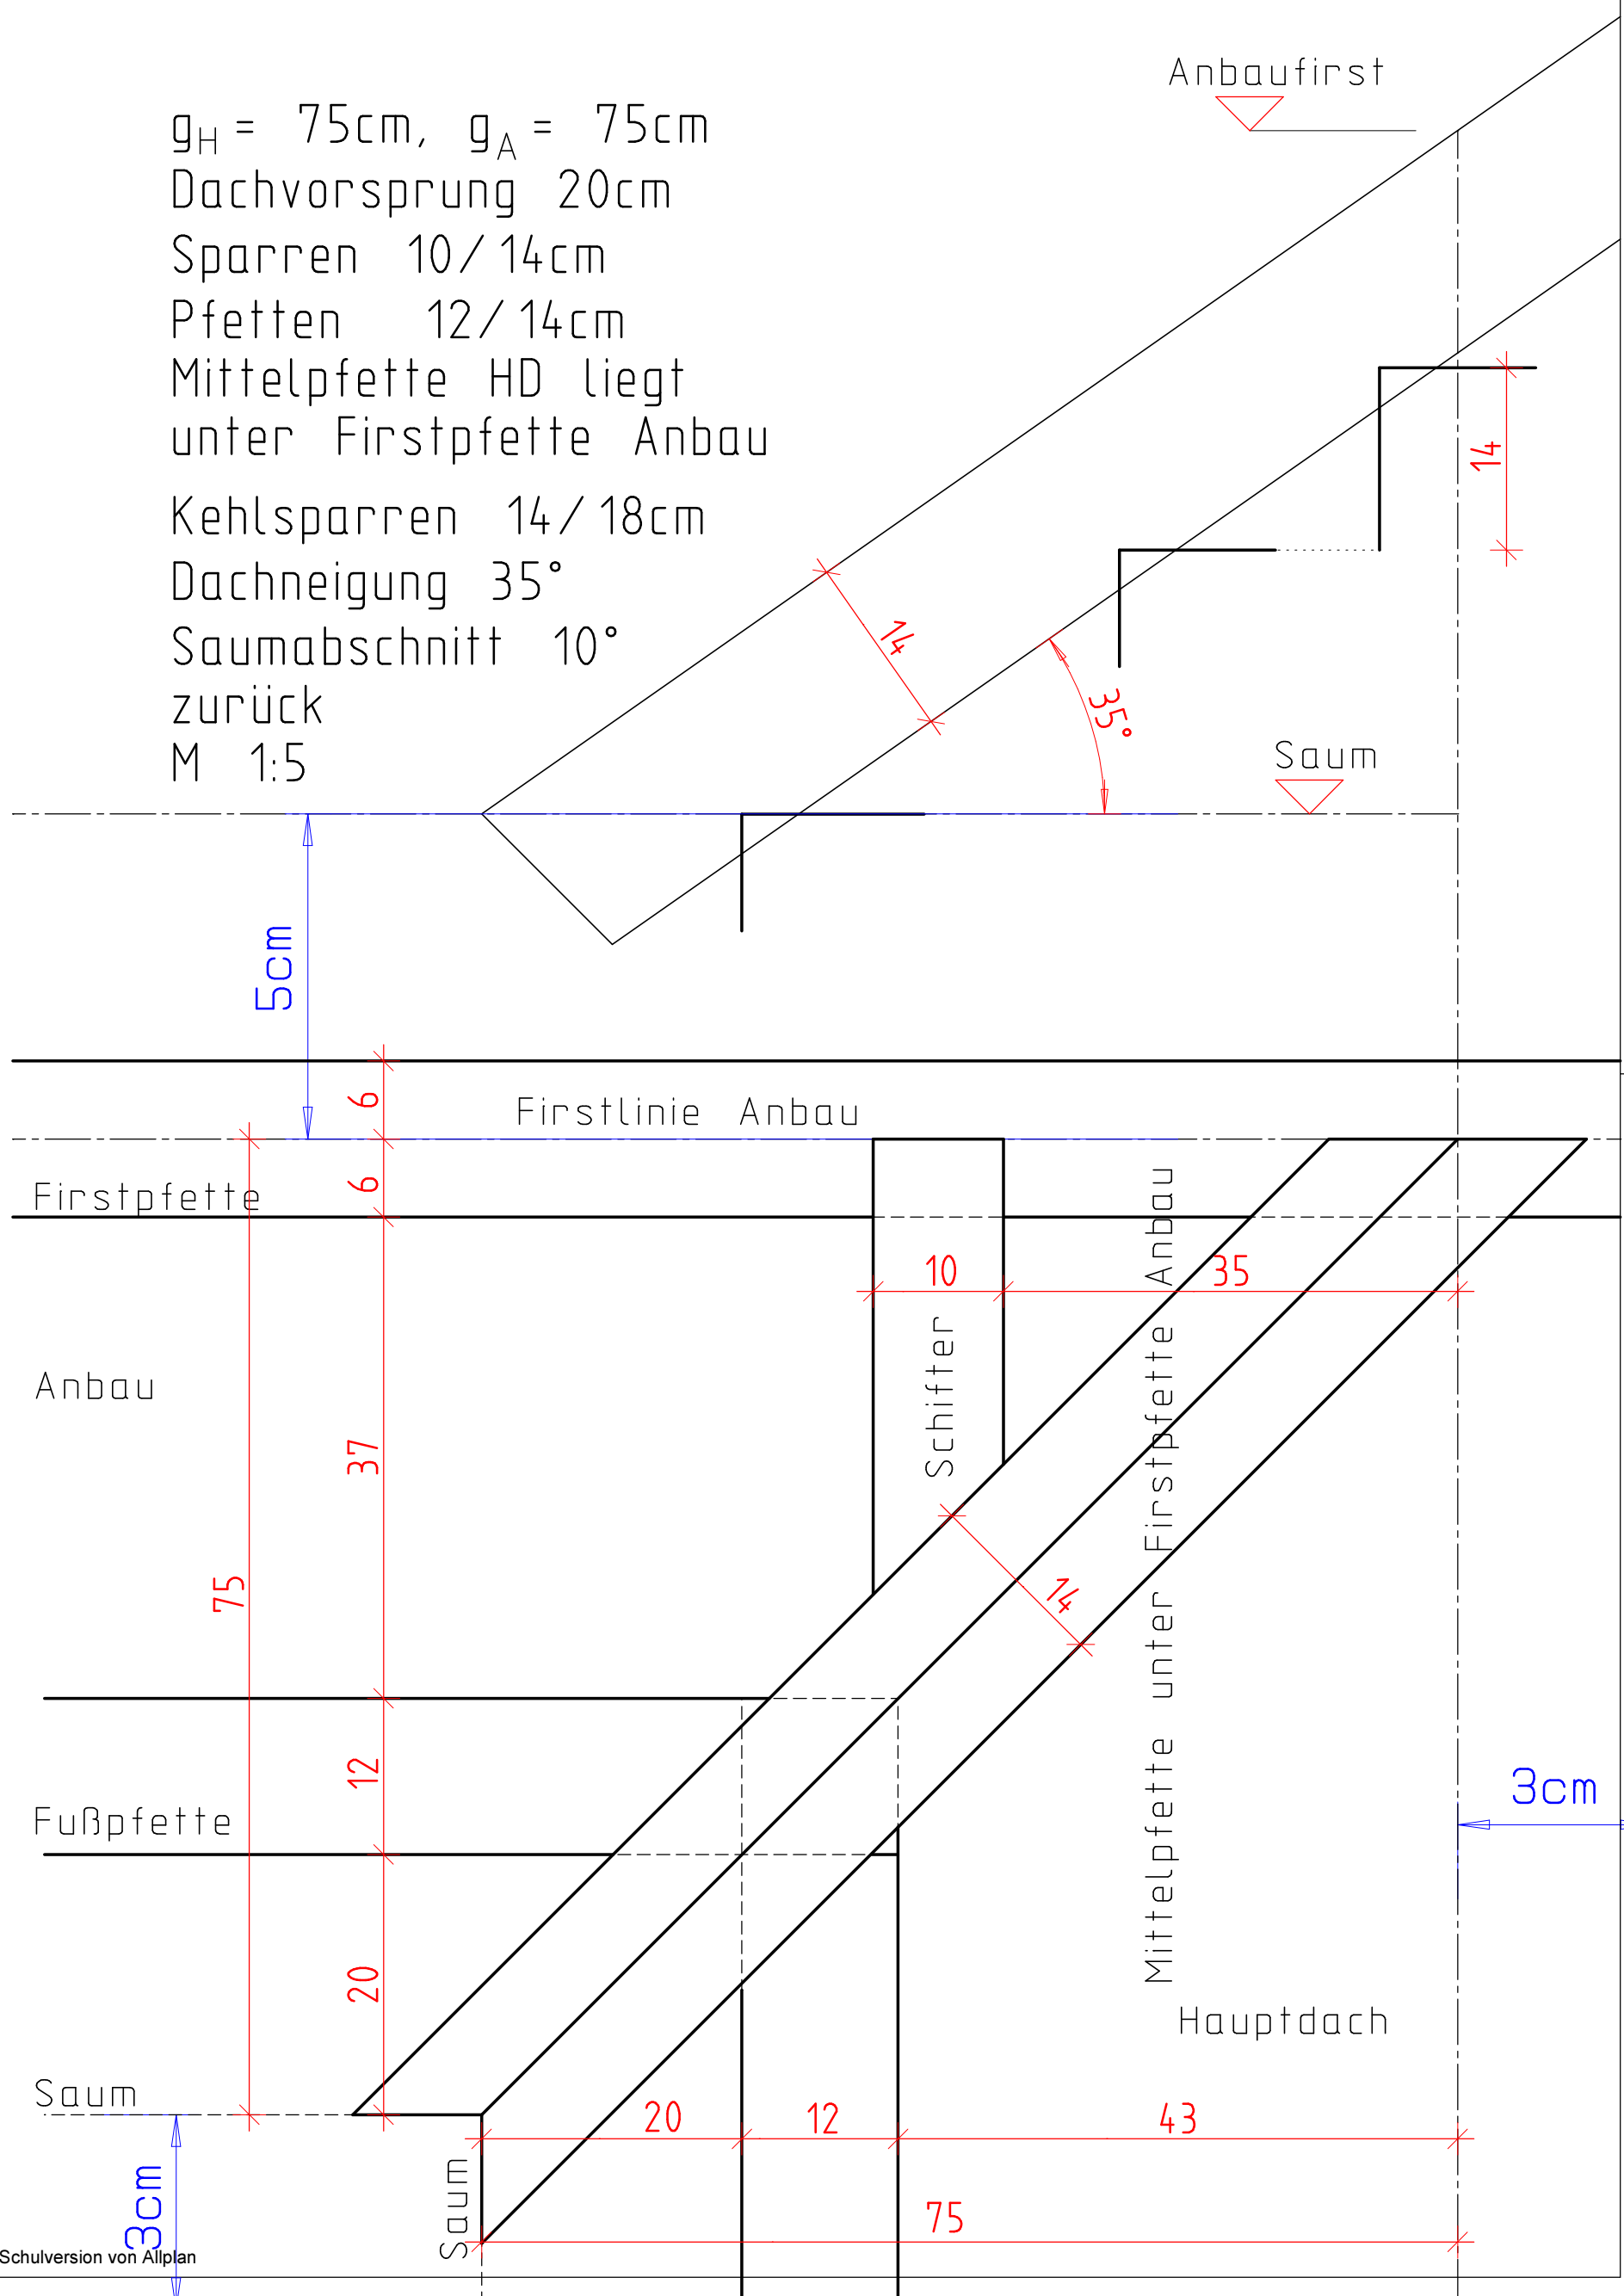 Anbaufirst
gH = 75cm, gA = 75cm
Dachvorsprung 20cm
Sparren 10/14cm
Pfetten 12/14cm
Mittelpfette HD liegt
unter Firstpfette Anbau
Kehlsparren 14/18cm
Dachneigung 35°
Saumabschnitt 10°
zurück
M 1:5
14
14
35°
Saum
5cm
6
Firstlinie Anbau
6
Firstpfette
10
35
Schifter
Mittelpfette unter Firstpfette Anbau
Anbau
37
75
14
12
3cm
Fußpfette
20
Hauptdach
Saum
20
12
43
3cm
Saum
75
Schulversion von Allplan